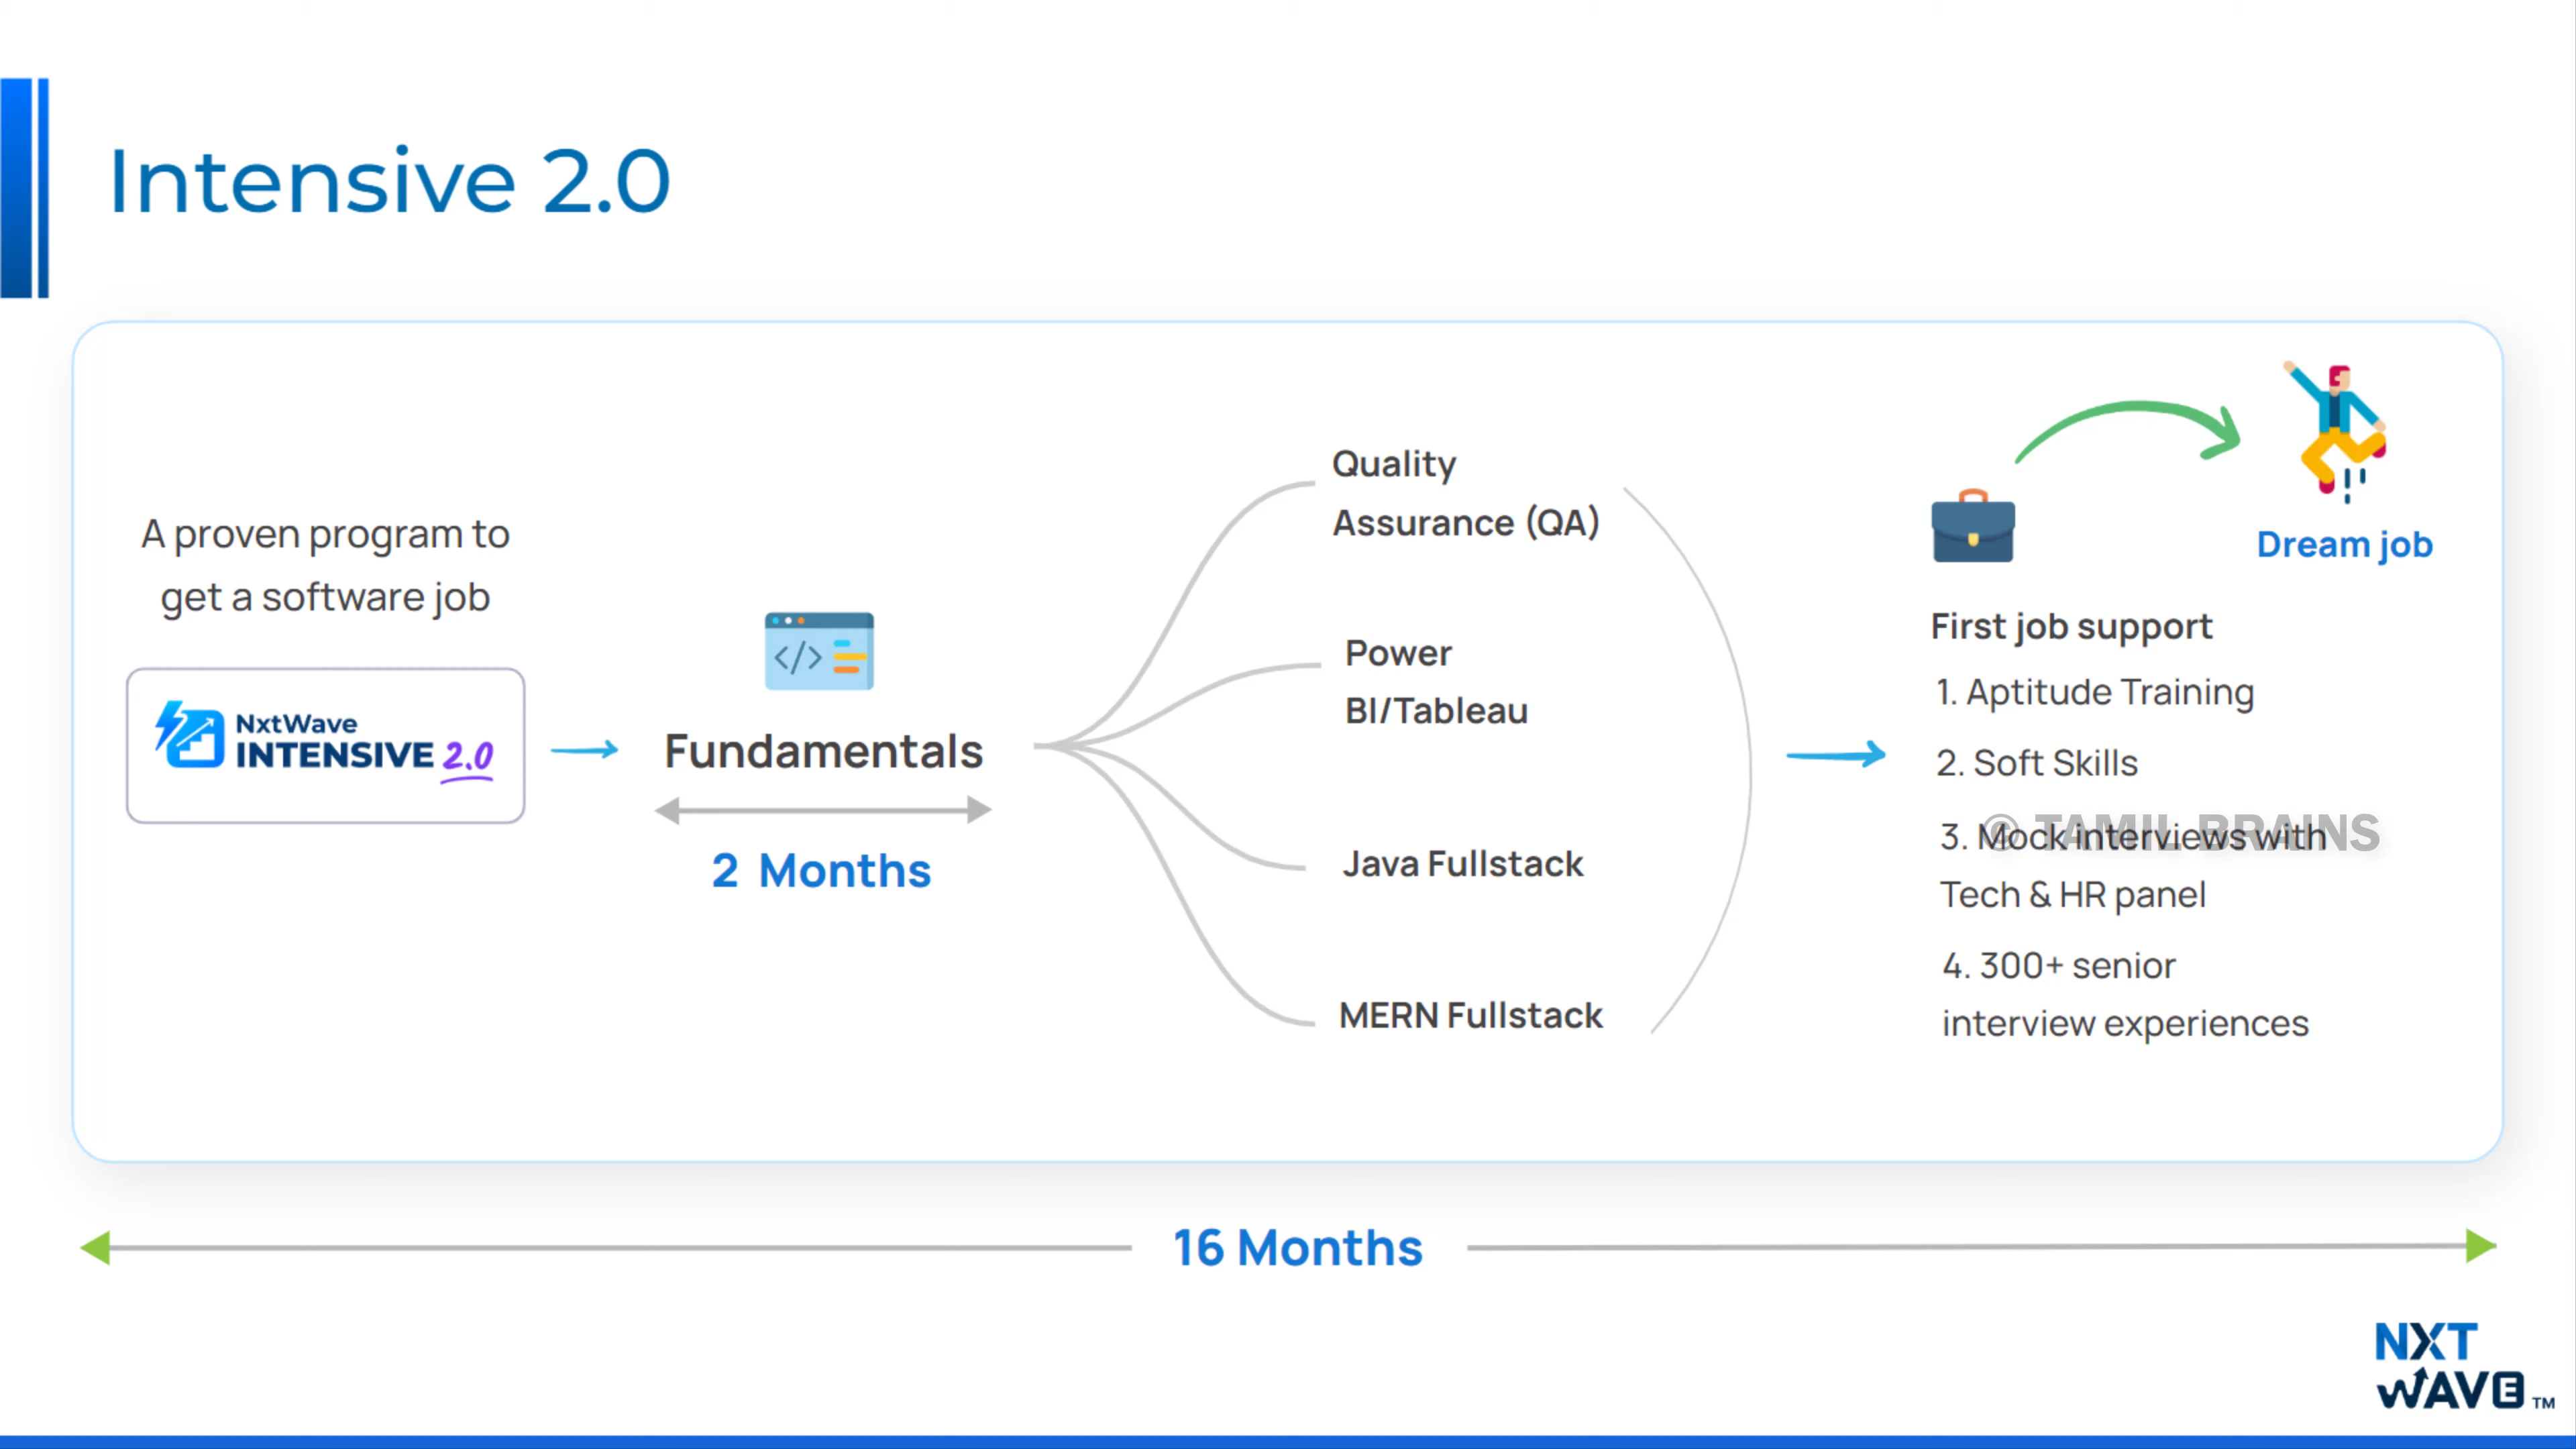 Intensive 2.0
A proven program to
get a software job
NxtWave
INTENSIVE 2.0
Fundamentals
2 Months
Quality
Assurance (QA)
Power
BI/Tableau
Java Fullstack
MERN Fullstack
Dream job
First job support
1. Aptitude Training
2. Soft Skills
3. Mock interviews with
© TAMIL BRAINS
Tech & HR panel
4. 300+ senior
interview experiences
16 Months
NXT
WAVE TM